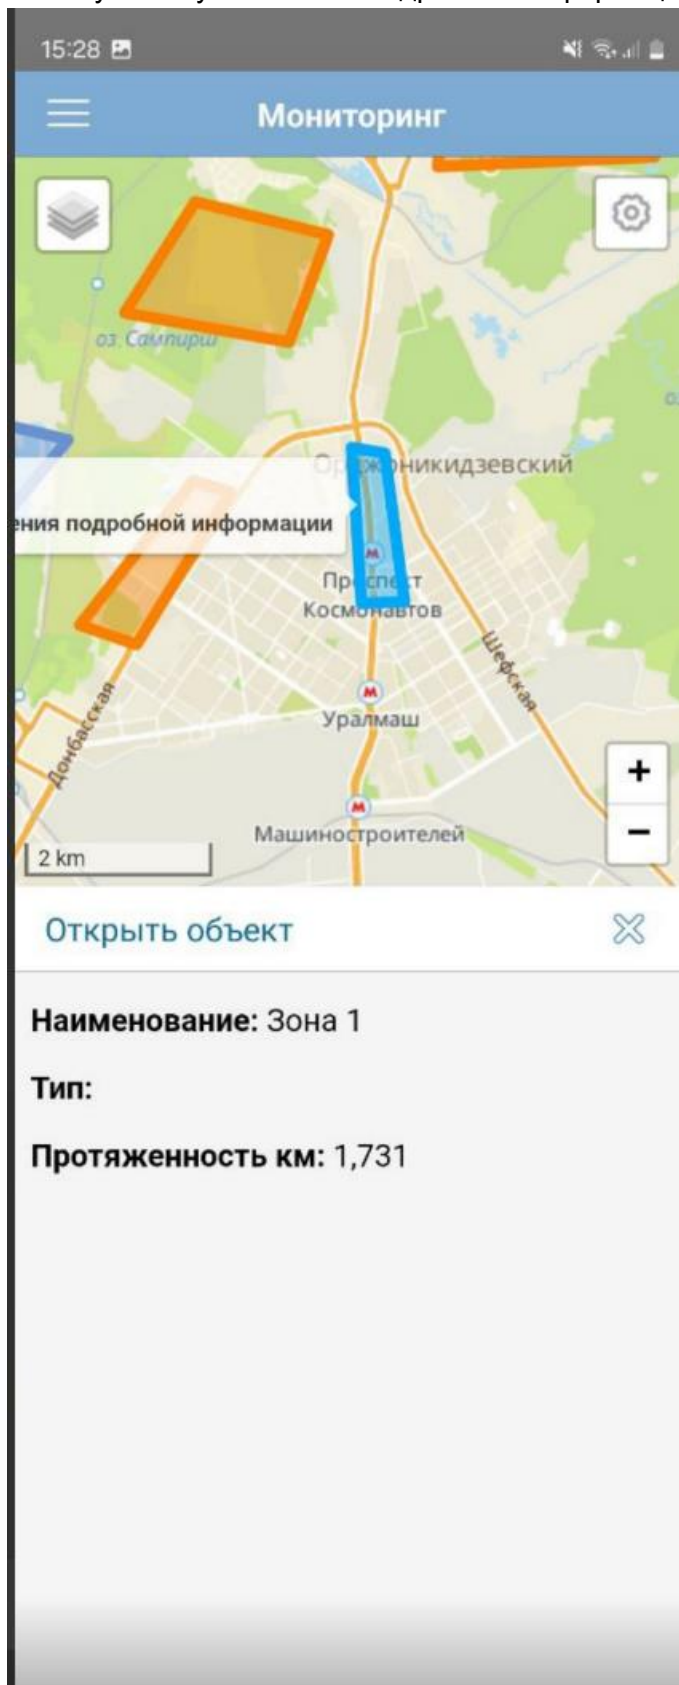 15:28
Мониторинг
оз. Сампирш
Орджоникидзевский
ения подробной информации
Проспект
Космонавтов
Шефская
Уралмаш
Донбасская
+
Машиностроителей
−
2 km
Открыть объект
Наименование: Зона 1
Тип:
Протяженность км: 1,731